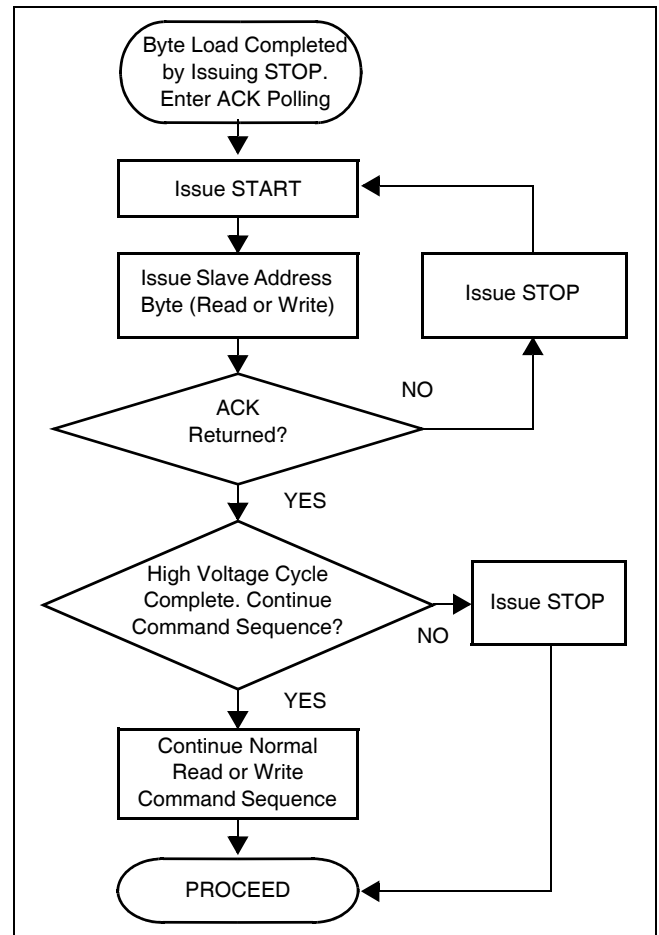 Byte Load Completed
by Issuing STOP.
Enter ACK Polling
Issue START
Issue Slave Address
Byte (Read or Write)
Issue STOP
ACK
Returned?
NO
YES
High Voltage Cycle
Complete. Continue
Command Sequence?
Issue STOP
NO
YES
Continue Normal
Read or Write
Command Sequence
PROCEED